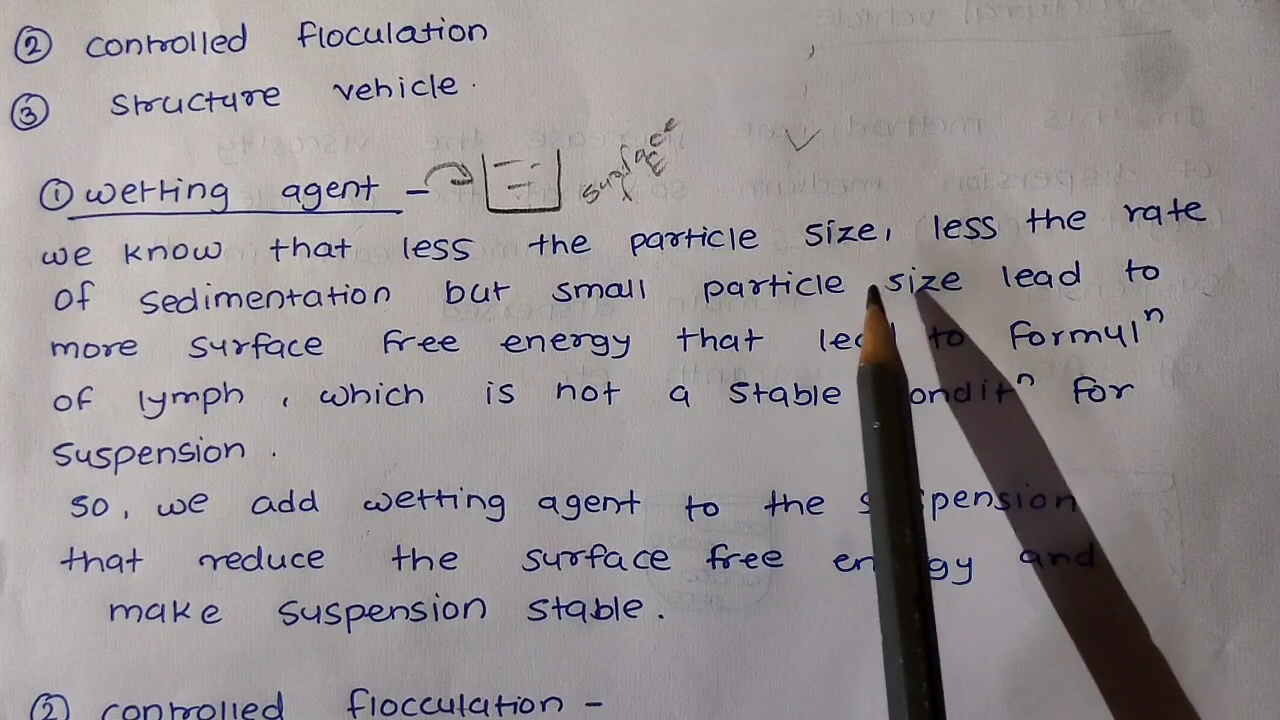 ② controlled floculation
③ structure vehicle.
① wetting agent -
surface
E
we know that less the particle size, less the rate
of sedimentation but small particle size lead to
more surface free energy that lead to formulⁿ
of lymph, which is not a stable conditⁿ for
suspension.
so, we add wetting agent to the suspension
that reduce the surface free energy and
make suspension stable.
② controlled flocculation -